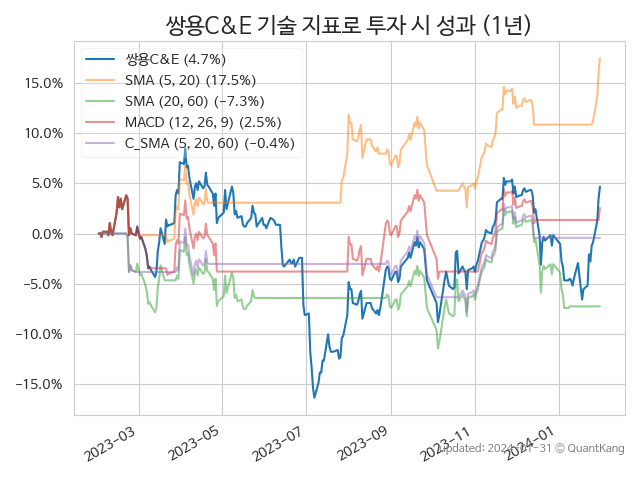 쌍용C&E 기술 지표로 투자 시 성과 (1년)
쌍용C&E (4.7%)
SMA (5, 20) (17.5%)
SMA (20, 60) (−7.3%)
MACD (12, 26, 9) (2.5%)
C_SMA (5, 20, 60) (−0.4%)
15.0%
10.0%
5.0%
0.0%
−5.0%
−10.0%
−15.0%
2023−03
2023−05
2023−07
2023−09
2023−11
2024−01
updated: 2024−01−31 © QuantKang